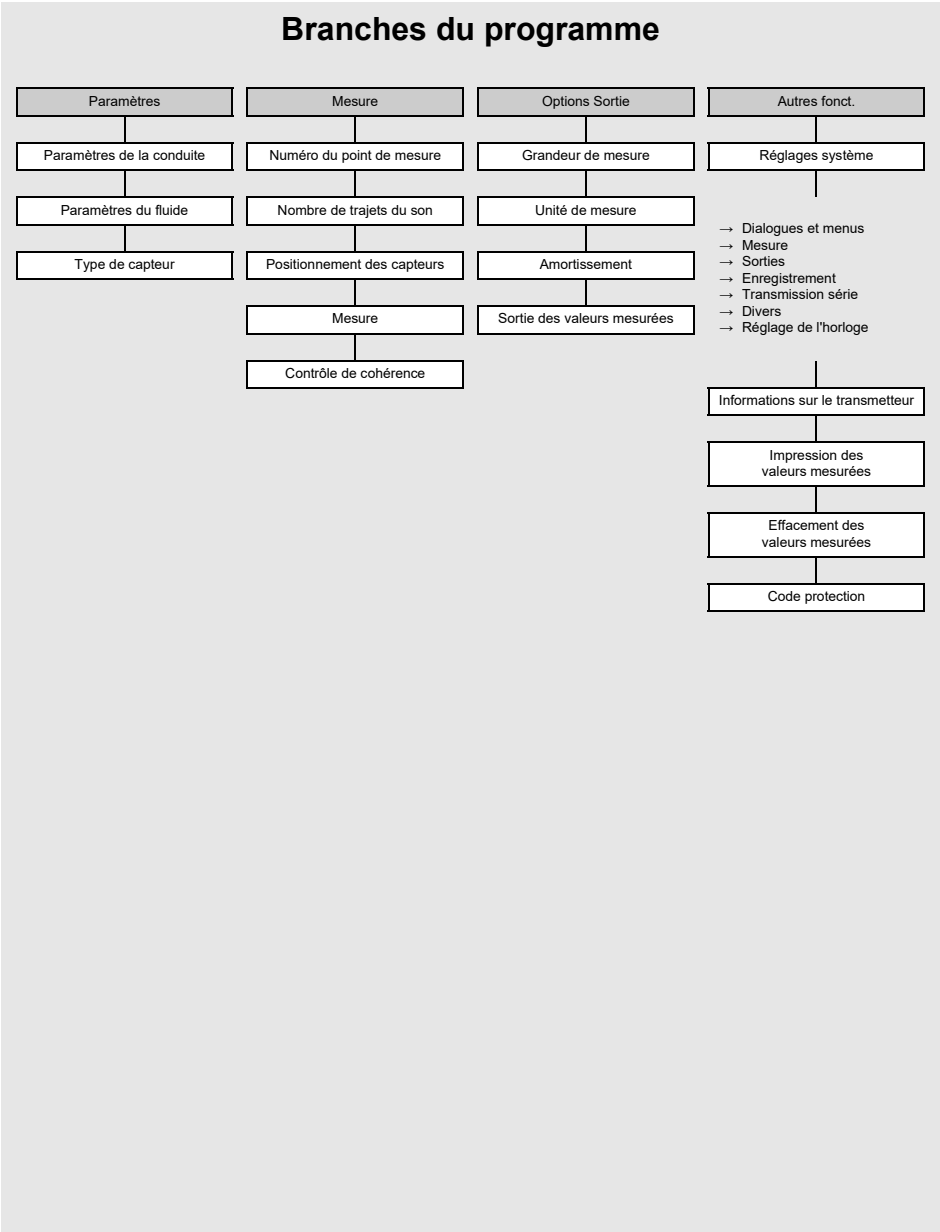 Branches du programme
Paramètres
Paramètres de la conduite
Paramètres du fluide
Type de capteur
Mesure
Numéro du point de mesure
Nombre de trajets du son
Positionnement des capteurs
Mesure
Contrôle de cohérence
Options Sortie
Grandeur de mesure
Unité de mesure
Amortissement
Sortie des valeurs mesurées
Autres fonct.
Réglages système
→ Dialogues et menus
→ Mesure
→ Sorties
→ Enregistrement
→ Transmission série
→ Divers
→ Réglage de l'horloge
Informations sur le transmetteur
Impression des
valeurs mesurées
Effacement des
valeurs mesurées
Code protection